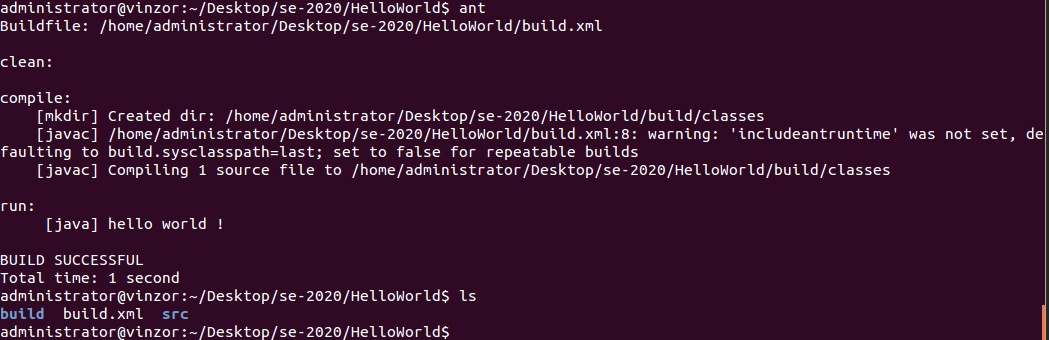 administrator@vinzor:~/Desktop/se-2020/HelloWorld$ ant
Buildfile: /home/administrator/Desktop/se-2020/HelloWorld/build.xml
clean:
compile:
    [mkdir] Created dir: /home/administrator/Desktop/se-2020/HelloWorld/build/classes
    [javac] /home/administrator/Desktop/se-2020/HelloWorld/build.xml:8: warning: 'includeantruntime' was not set, de
faulting to build.sysclasspath=last; set to false for repeatable builds
    [javac] Compiling 1 source file to /home/administrator/Desktop/se-2020/HelloWorld/build/classes
run:
     [java] hello world !
BUILD SUCCESSFUL
Total time: 1 second
administrator@vinzor:~/Desktop/se-2020/HelloWorld$ ls
build  build.xml  src
administrator@vinzor:~/Desktop/se-2020/HelloWorld$